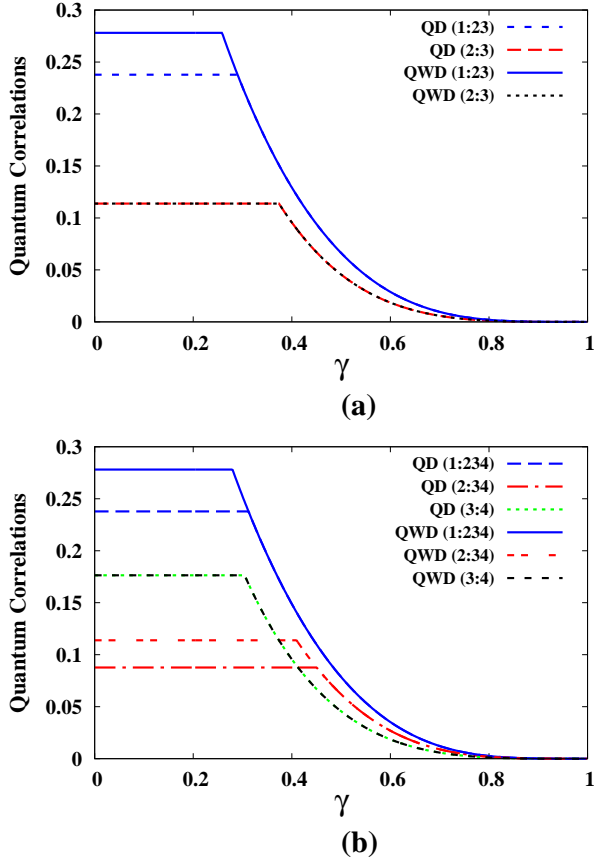 0.3
0.25
0.2
0.15
0.1
0.05
0
Quantum Correlations
QD (1:23)
QD (2:3)
QWD (1:23)
QWD (2:3)
0 0.2 0.4 0.6 0.8 1
γ
(a)
0.3
0.25
0.2
0.15
0.1
0.05
0
Quantum Correlations
QD (1:234)
QD (2:34)
QD (3:4)
QWD (1:234)
QWD (2:34)
QWD (3:4)
0 0.2 0.4 0.6 0.8 1
γ
(b)